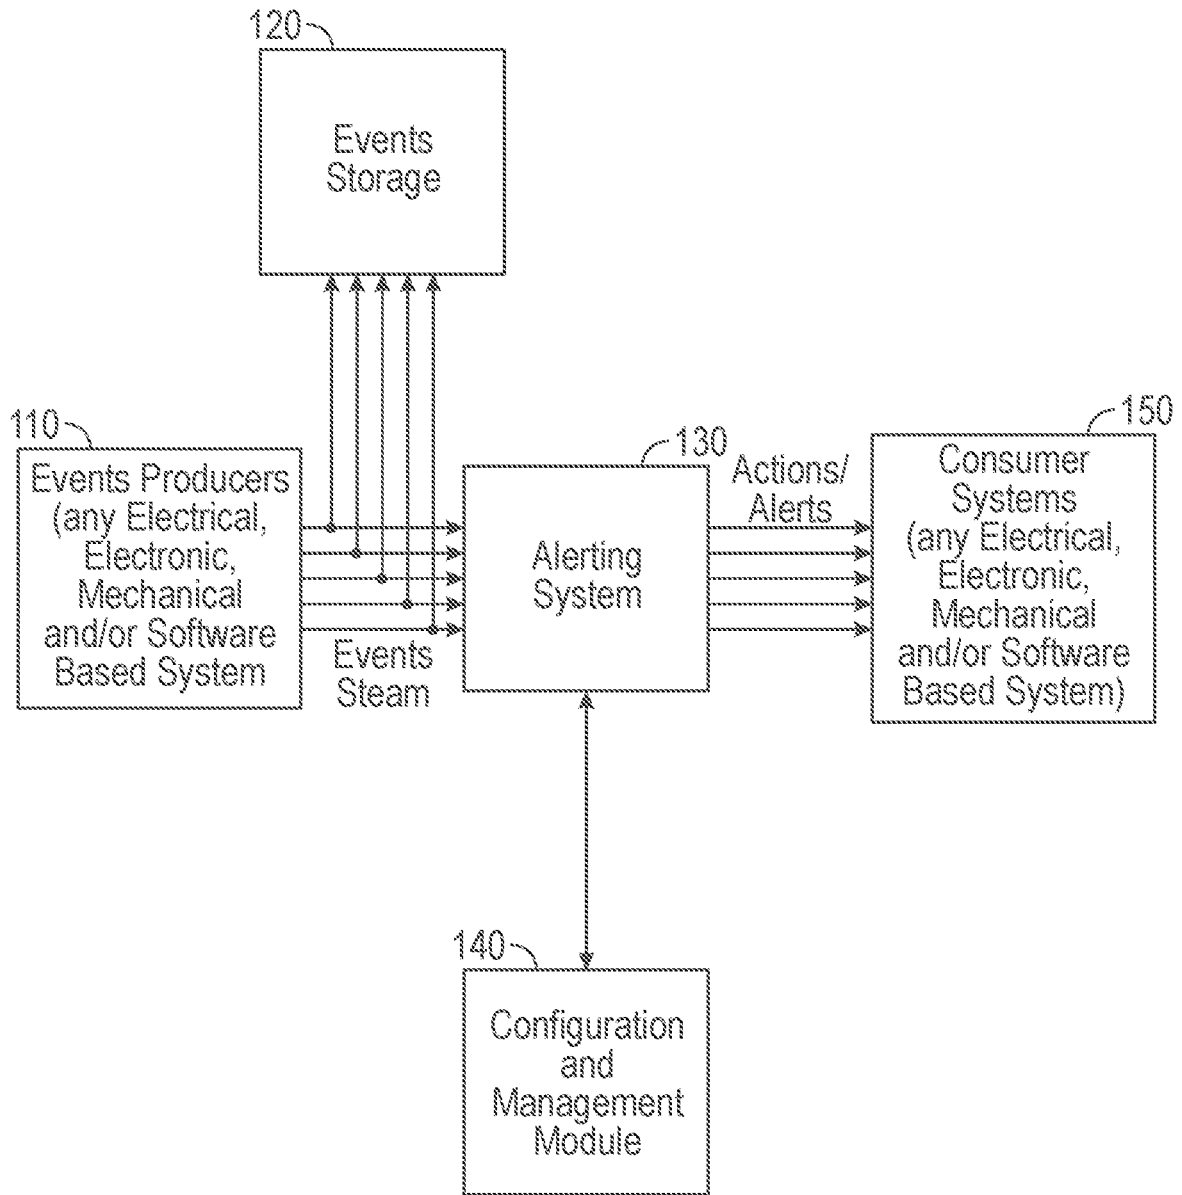 120
Events
Storage
110
Events Producers
(any Electrical,
Electronic,
Mechanical
and/or Software
Based System
Events
Steam
130
Alerting
System
Actions/
Alerts
150
Consumer
Systems
(any Electrical,
Electronic,
Mechanical
and/or Software
Based System)
140
Configuration
and
Management
Module